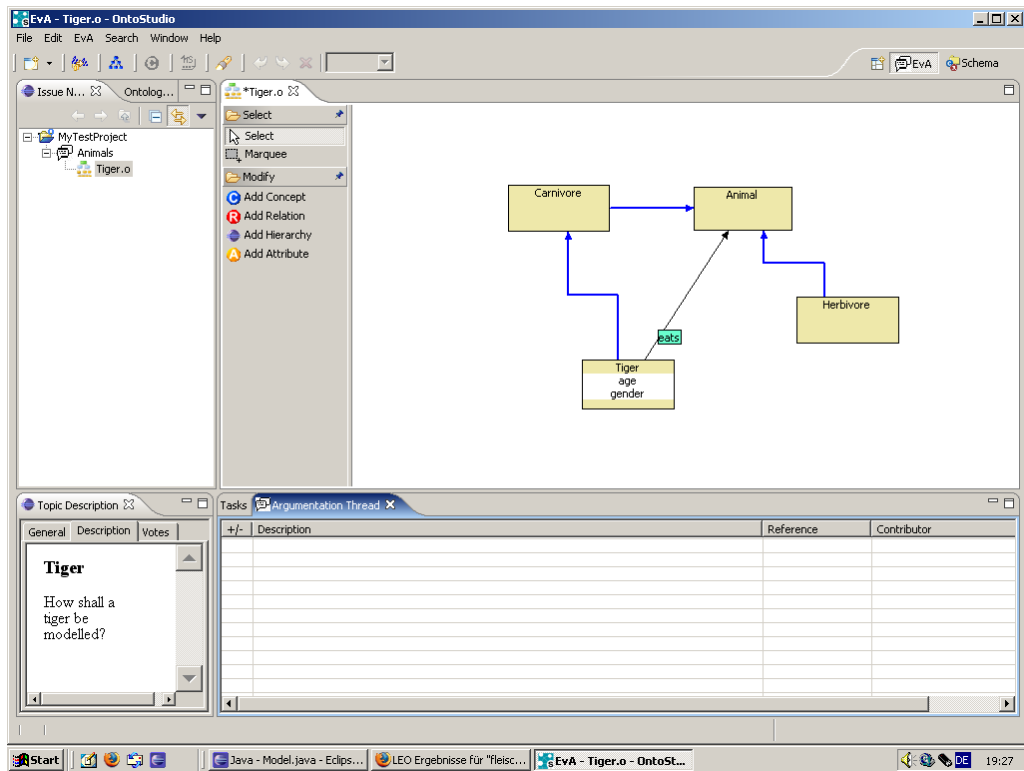 EvA - Tiger.o - OntoStudio
File Edit EvA Search Window Help
EvA Schema
Issue N... Ontolog...
MyTestProject
Animals
Tiger.o
*Tiger.o
Select
Select
Marquee
Modify
Add Concept
Add Relation
Add Hierarchy
Add Attribute
Carnivore
Animal
Herbivore
eats
Tiger
age
gender
Topic Description
General Description Votes
Tiger
How shall a
tiger be
modelled?
Tasks Argumentation Thread
+/- Description Reference Contributor
Start Java - Model.java - Eclips... LEO Ergebnisse für "fleisc... EvA - Tiger.o - OntoSt... DE 19:27